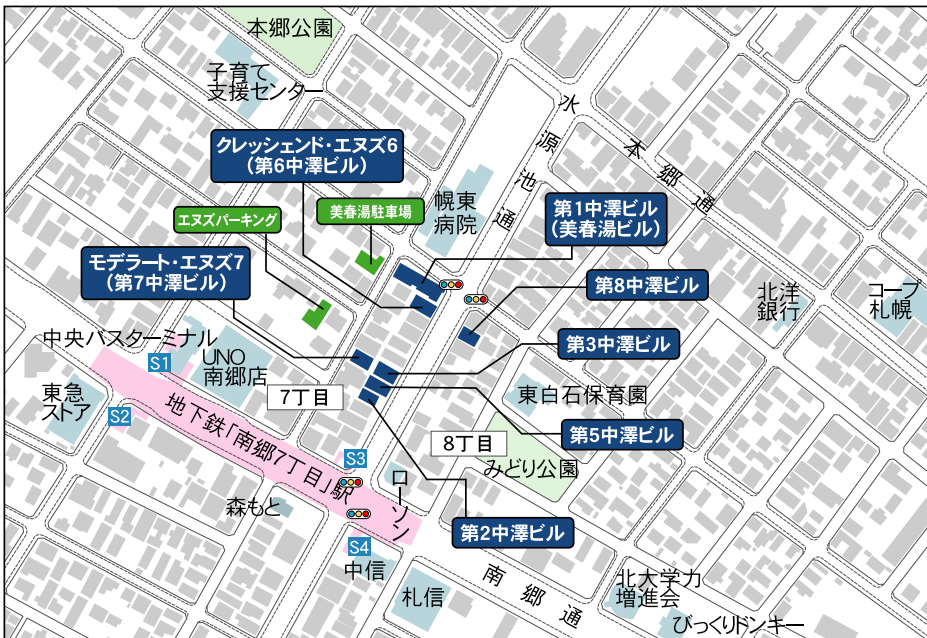 本郷公園
子育て
支援センター
クレッシェンド・エヌズ6
(第6中澤ビル)
エヌズパーキング
美春湯駐車場
幌東
病院
水源池通
本郷通
第1中澤ビル
(美春湯ビル)
モデラート・エヌズ7
(第7中澤ビル)
第8中澤ビル
北洋
銀行
コープ
札幌
中央バスターミナル
S1
UNO
南郷店
第3中澤ビル
東急
ストア
S2
7丁目
東白石保育園
地下鉄「南郷7丁目」駅
8丁目
第5中澤ビル
みどり公園
S3
ローソン
森もと
第2中澤ビル
S4
中信
札信
南郷通
北大学力
増進会
びっくりドンキー